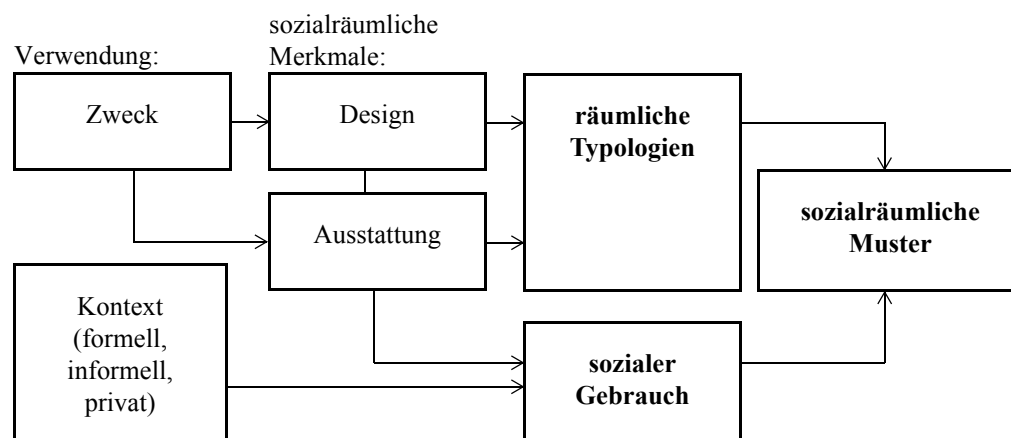 sozialräumliche
Merkmale:
Verwendung:
Zweck
Design
räumliche
Typologien
Ausstattung
sozialräumliche
Muster
Kontext
(formell,
informell,
privat)
sozialer
Gebrauch